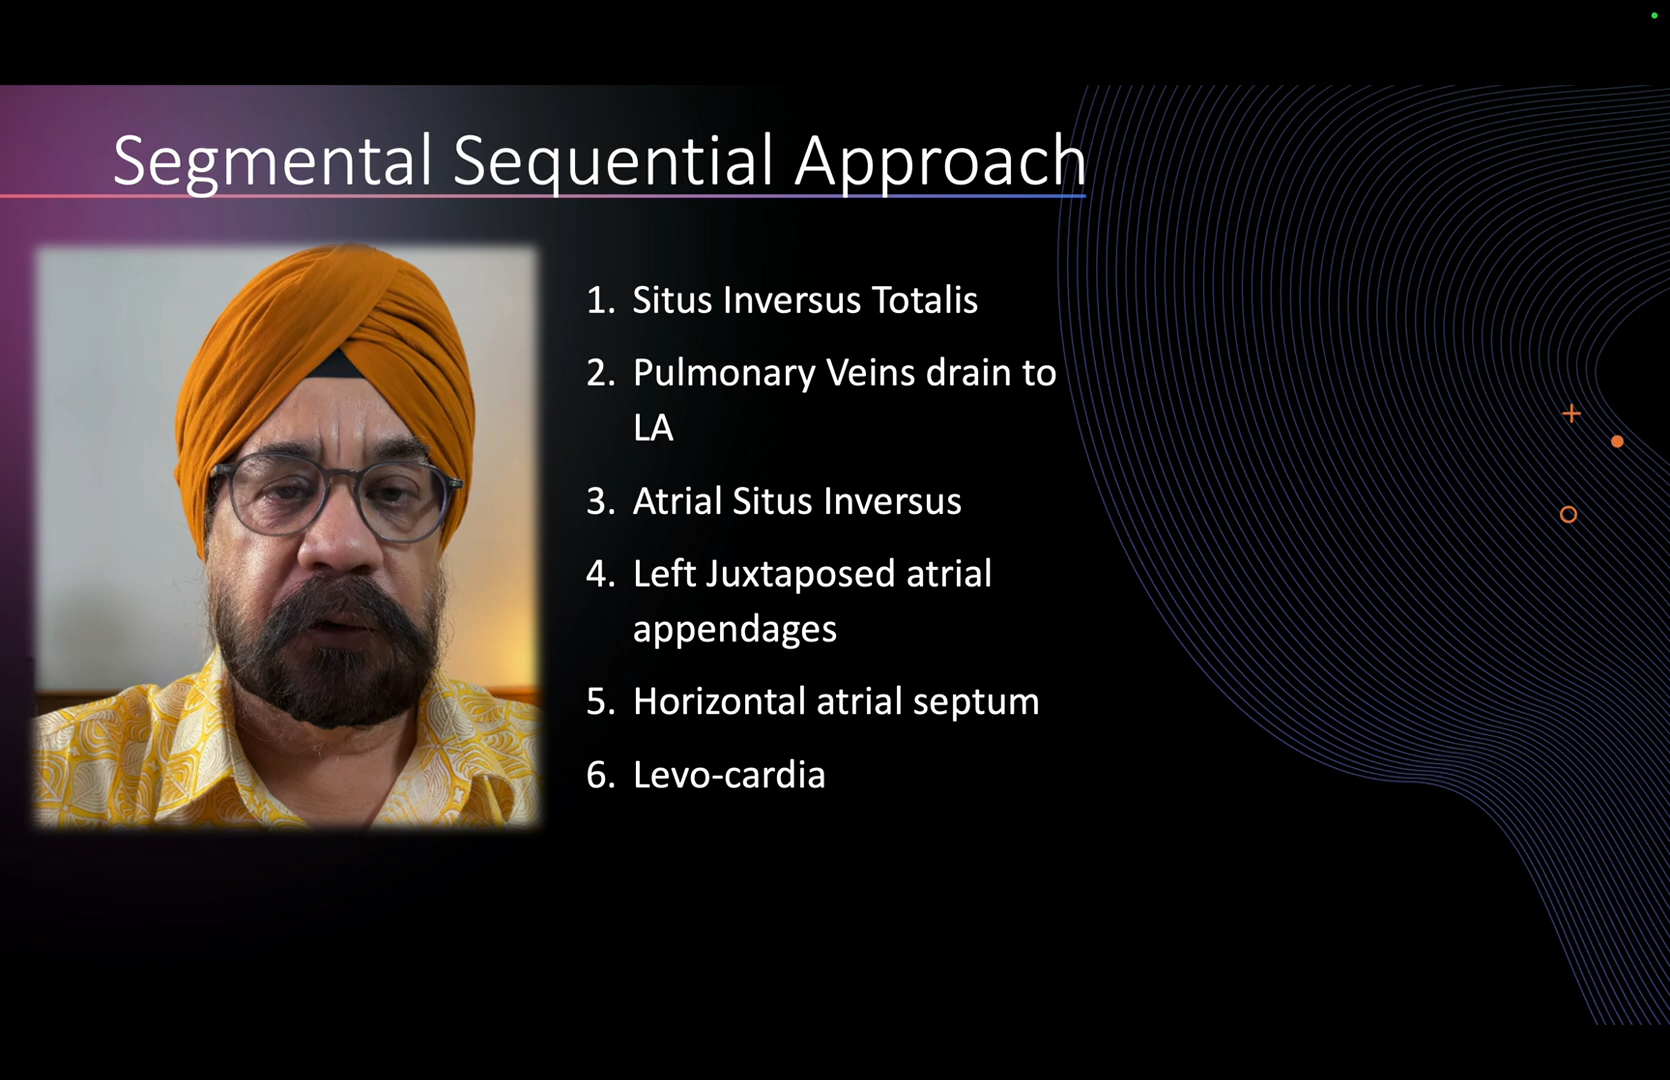 Segmental Sequential Approach
1. Situs Inversus Totalis
2. Pulmonary Veins drain to
LA
3. Atrial Situs Inversus
4. Left Juxtaposed atrial
appendages
5. Horizontal atrial septum
6. Levo-cardia